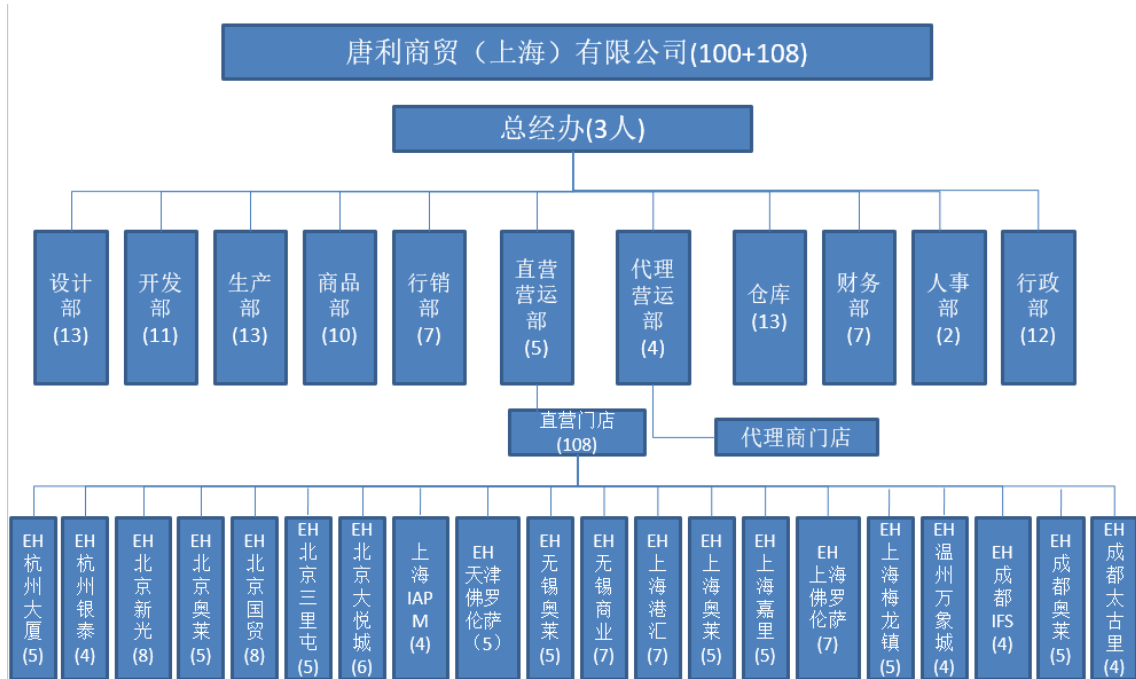 唐利商贸（上海）有限公司(100+108)
总经办(3人)
设计
部
(13)
开发
部
(11)
生产
部
(13)
商品
部
(10)
行销
部
(7)
直营
营运
部
(5)
代理
营运
部
(4)
仓库
(13)
财务
部
(7)
人事
部
(2)
行政
部
(12)
直营门店
(108)
代理商门店
EH
杭
州
大
厦
(5)
EH
杭
州
银
泰
(4)
EH
北
京
新
光
(8)
EH
北
京
奥
莱
(5)
EH
北
京
国
贸
(8)
EH
北
京
三
里
屯
(5)
EH
北
京
大
悦
城
(6)
上
海
IAP
M
(4)
EH
天津
佛罗
伦萨
（5）
EH
无
锡
奥
莱
(5)
EH
无
锡
商
业
(7)
EH
上
海
港
汇
(7)
EH
上
海
奥
莱
(5)
EH
上
海
嘉
里
(5)
EH
上海
佛罗
伦萨
(7)
EH
上
海
梅
龙
镇
(5)
EH
温
州
万
象
城
(4)
EH
成
都
IFS
(4)
EH
成
都
奥
莱
(5)
EH
成
都
太
古
里
(4)